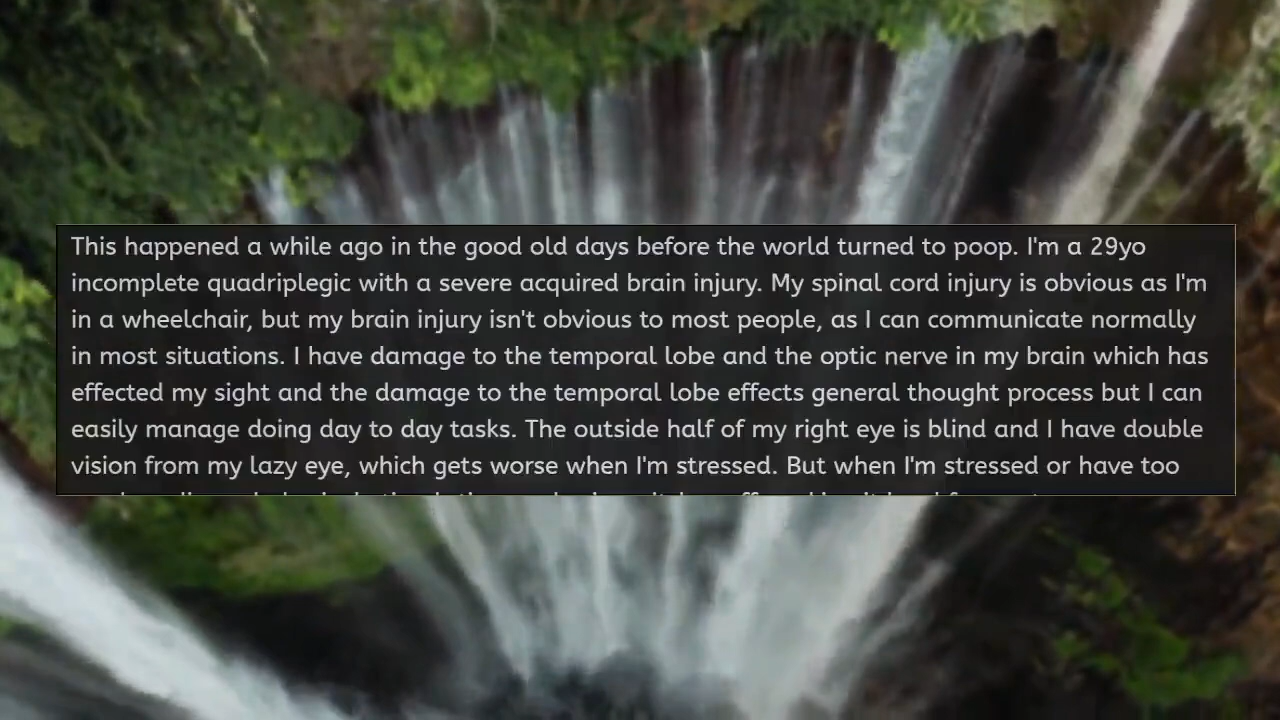 This happened a while ago in the good old days before the world turned to poop. I'm a 29yo
incomplete quadriplegic with a severe acquired brain injury. My spinal cord injury is obvious as I'm
in a wheelchair, but my brain injury isn't obvious to most people, as I can communicate normally
in most situations. I have damage to the temporal lobe and the optic nerve in my brain which has
effected my sight and the damage to the temporal lobe effects general thought process but I can
easily manage doing day to day tasks. The outside half of my right eye is blind and I have double
vision from my lazy eye, which gets worse when I'm stressed. But when I'm stressed or have too